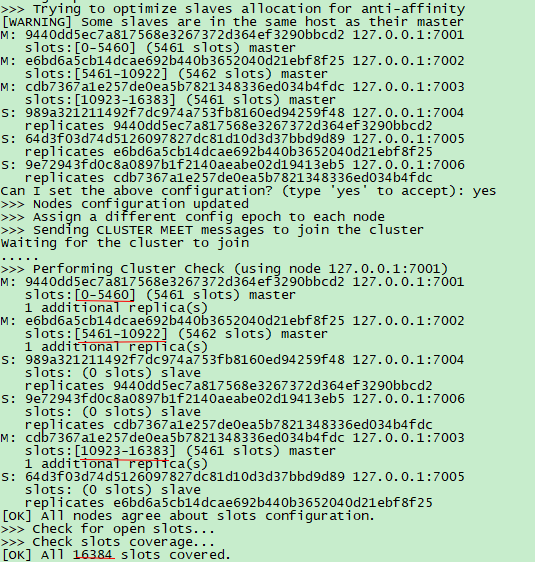 >>> Trying to optimize slaves allocation for anti-affinity
[WARNING] Some slaves are in the same host as their master
M: 9440dd5ec7a817568e3267372d364ef3290bbcd2 127.0.0.1:7001
slots:[0-5460] (5461 slots) master
M: e6bd6a5cb14dcae692b440b3652040d21ebf8f25 127.0.0.1:7002
slots:[5461-10922] (5462 slots) master
M: cdb7367a1e257de0ea5b7821348336ed034b4fdc 127.0.0.1:7003
slots:[10923-16383] (5461 slots) master
S: 989a321211492f7dc974a753fb8160ed94259f48 127.0.0.1:7004
replicates 9440dd5ec7a817568e3267372d364ef3290bbcd2
S: 64d3f03d74d5126097827dc81d10d3d37bbd9d89 127.0.0.1:7005
replicates e6bd6a5cb14dcae692b440b3652040d21ebf8f25
S: 9e72943fd0c8a0897b1f2140aeabe02d19413eb5 127.0.0.1:7006
replicates cdb7367a1e257de0ea5b7821348336ed034b4fdc
Can I set the above configuration? (type 'yes' to accept): yes
>>> Nodes configuration updated
>>> Assign a different config epoch to each node
>>> Sending CLUSTER MEET messages to join the cluster
Waiting for the cluster to join
.....
>>> Performing Cluster Check (using node 127.0.0.1:7001)
M: 9440dd5ec7a817568e3267372d364ef3290bbcd2 127.0.0.1:7001
slots:[0-5460] (5461 slots) master
1 additional replica(s)
M: e6bd6a5cb14dcae692b440b3652040d21ebf8f25 127.0.0.1:7002
slots:[5461-10922] (5462 slots) master
1 additional replica(s)
S: 989a321211492f7dc974a753fb8160ed94259f48 127.0.0.1:7004
slots: (0 slots) slave
replicates 9440dd5ec7a817568e3267372d364ef3290bbcd2
S: 9e72943fd0c8a0897b1f2140aeabe02d19413eb5 127.0.0.1:7006
slots: (0 slots) slave
replicates cdb7367a1e257de0ea5b7821348336ed034b4fdc
M: cdb7367a1e257de0ea5b7821348336ed034b4fdc 127.0.0.1:7003
slots:[10923-16383] (5461 slots) master
1 additional replica(s)
S: 64d3f03d74d5126097827dc81d10d3d37bbd9d89 127.0.0.1:7005
slots: (0 slots) slave
replicates e6bd6a5cb14dcae692b440b3652040d21ebf8f25
[OK] All nodes agree about slots configuration.
>>> Check for open slots...
>>> Check slots coverage...
[OK] All 16384 slots covered.